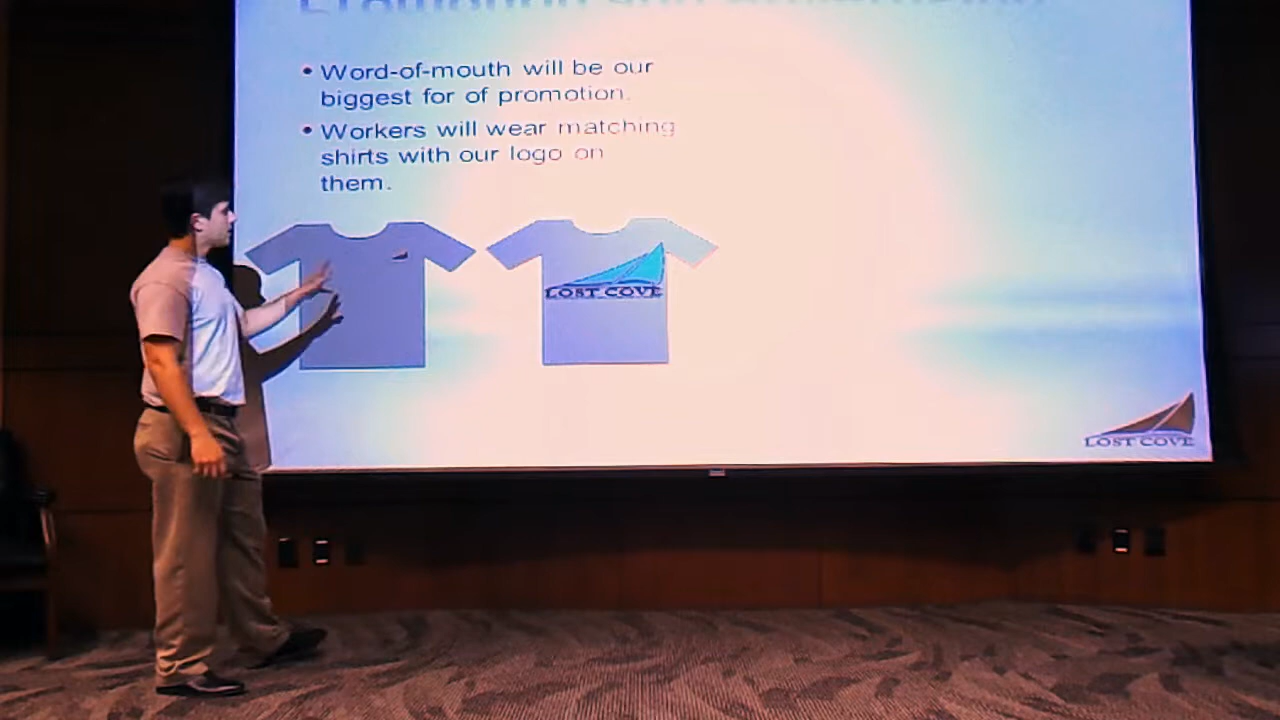 • Word-of-mouth will be our
biggest for of promotion.
• Workers will wear matching
shirts with our logo on
them.
LOST COVE
LOST COVE